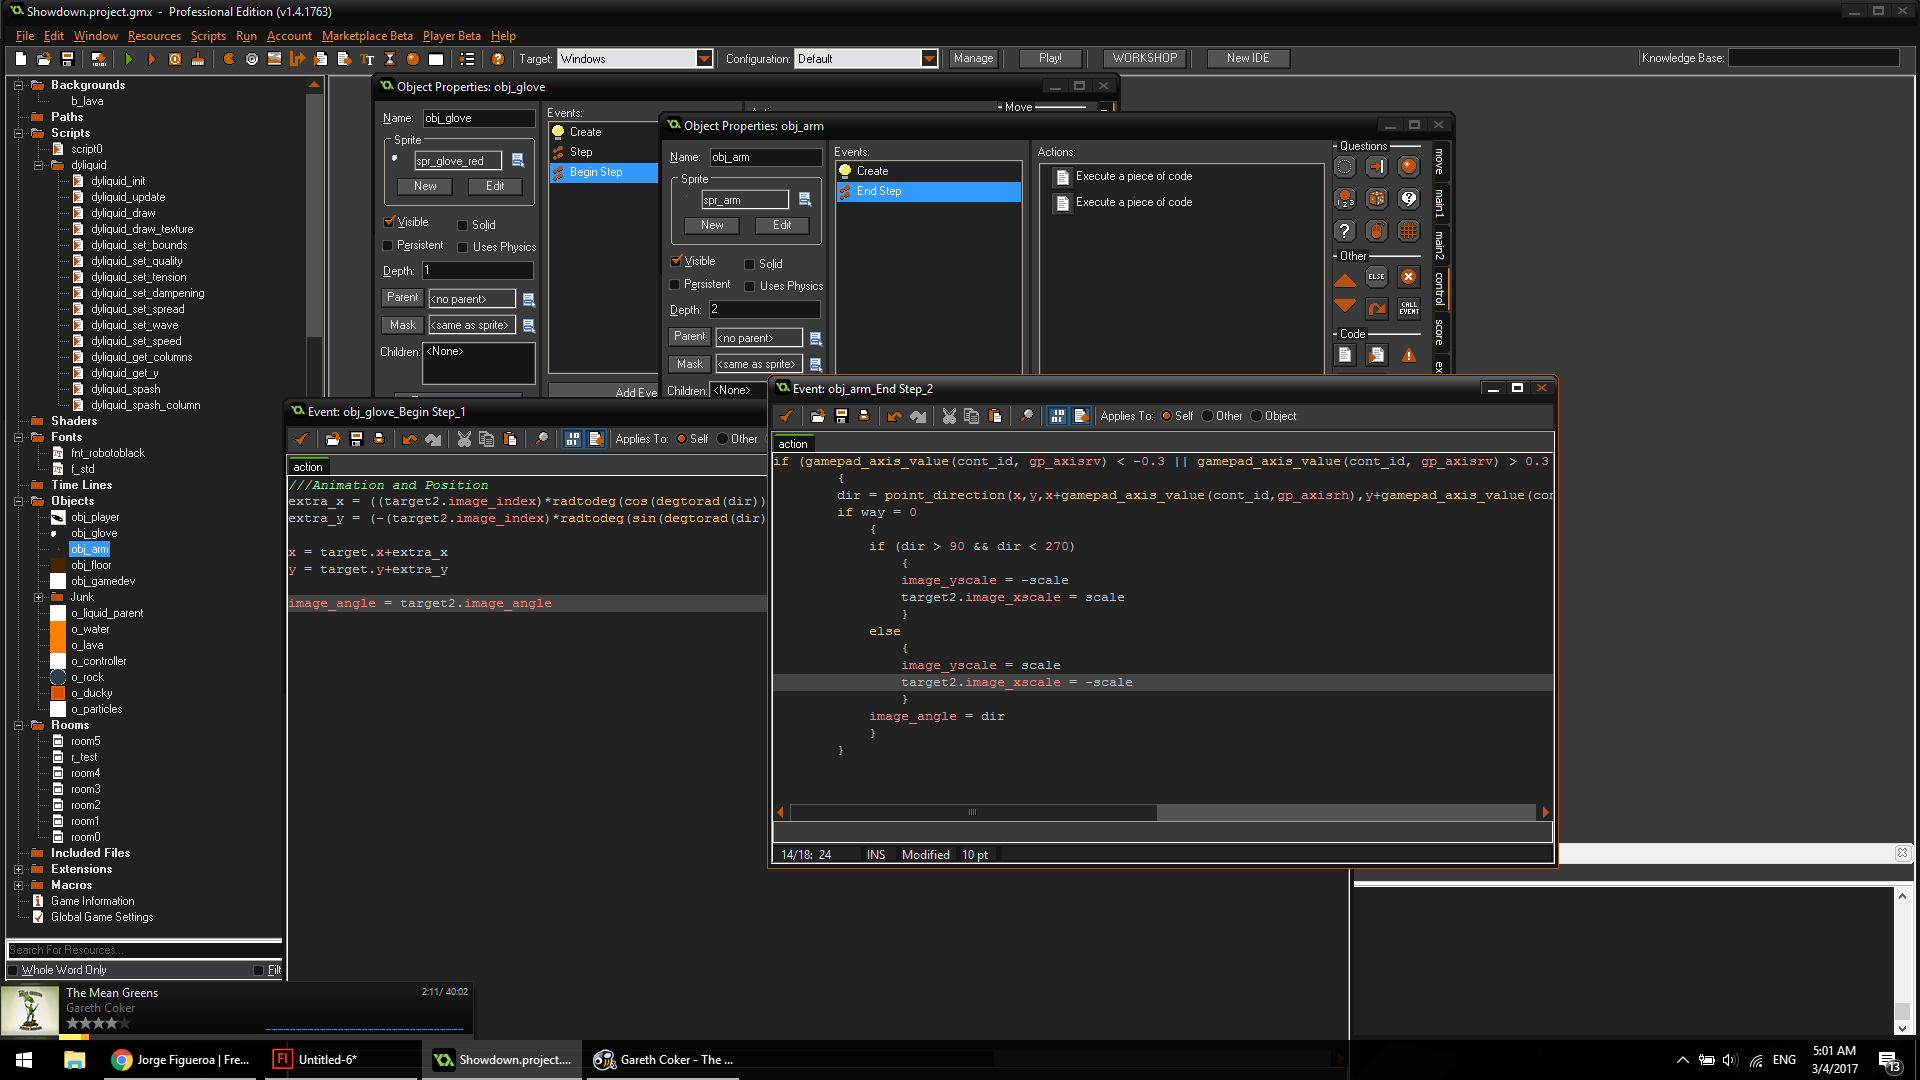 Showdown.project.gmx - Professional Edition (v1.4.1763)
File Edit Window Resources Scripts Run Account Marketplace Beta Player Beta Help
Target: Windows Configuration: Default Manage Play! WORKSHOP New IDE Knowledge Base:
Backgrounds
b_lava
Paths
Scripts
script0
dyliquid
dyliquid_init
dyliquid_update
dyliquid_draw
dyliquid_draw_texture
dyliquid_set_bounds
dyliquid_set_quality
dyliquid_set_tension
dyliquid_set_dampening
dyliquid_set_spread
dyliquid_set_wave
dyliquid_set_speed
dyliquid_get_columns
dyliquid_get_y
dyliquid_spash
dyliquid_spash_column
Shaders
Fonts
fnt_robotoblack
f_std
Time Lines
Objects
obj_player
obj_glove
obj_arm
obj_floor
obj_gamedev
Junk
o_liquid_parent
o_water
o_lava
o_controller
o_rock
o_ducky
o_particles
Rooms
room5
r_test
room4
room3
room2
room1
room0
Included Files
Extensions
Macros
Game Information
Global Game Settings
Search For Resources...
Whole Word Only Filt
Object Properties: obj_glove
Name: obj_glove
Sprite
spr_glove_red
New Edit
Visible Solid
Persistent Uses Physics
Depth: 1
Parent <no parent>
Mask <same as sprite>
Children: <None>
Events:
Create
Step
Begin Step
Add Eve
Move
Object Properties: obj_arm
Name: obj_arm
Sprite
spr_arm
New Edit
Visible Solid
Persistent Uses Physics
Depth: 2
Parent <no parent>
Mask <same as sprite>
Children: <None>
Events:
Create
End Step
Actions:
Execute a piece of code
Execute a piece of code
Questions
Other
ELSE
CALL EVENT
Code
move
main1
main2
control
score
Event: obj_glove_Begin Step_1
Applies To: Self Other
action
///Animation and Position
extra_x = ((target2.image_index)*radtodeg(cos(degtorad(dir))
extra_y = (-(target2.image_index)*radtodeg(sin(degtorad(dir)
x = target.x+extra_x
y = target.y+extra_y
image_angle = target2.image_angle
Event: obj_arm_End Step_2
Applies To: Self Other Object:
action
if (gamepad_axis_value(cont_id, gp_axisrv) < -0.3 || gamepad_axis_value(cont_id, gp_axisrv) > 0.3
{
dir = point_direction(x,y,x+gamepad_axis_value(cont_id,gp_axisrh),y+gamepad_axis_value(con
if way = 0
{
if (dir > 90 && dir < 270)
{
image_yscale = -scale
target2.image_xscale = scale
}
else
{
image_yscale = scale
target2.image_xscale = -scale
}
image_angle = dir
}
}
14/18: 24 INS Modified 10 pt
The Mean Greens 2:11/ 40:02
Gareth Coker
Jorge Figueroa | Fre...
Untitled-6*
Showdown.project....
Gareth Coker - The ...
ENG
5:01 AM
3/4/2017
13